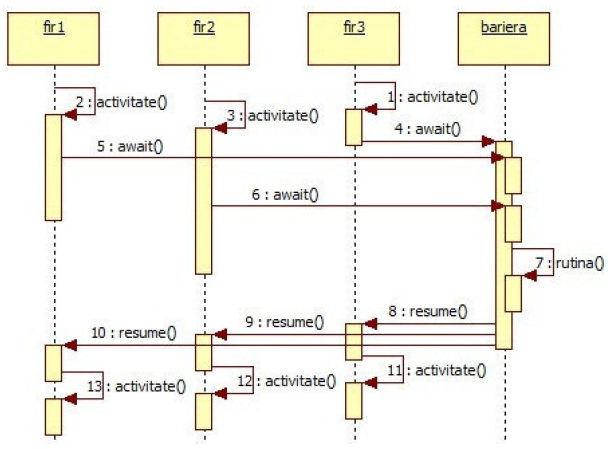 fir1
fir2
fir3
bariera
1 : activitate()
2 : activitate()
3 : activitate()
4 : await()
5 : await()
6 : await()
7 : rutina()
8 : resume()
9 : resume()
10 : resume()
11 : activitate()
12 : activitate()
13 : activitate()